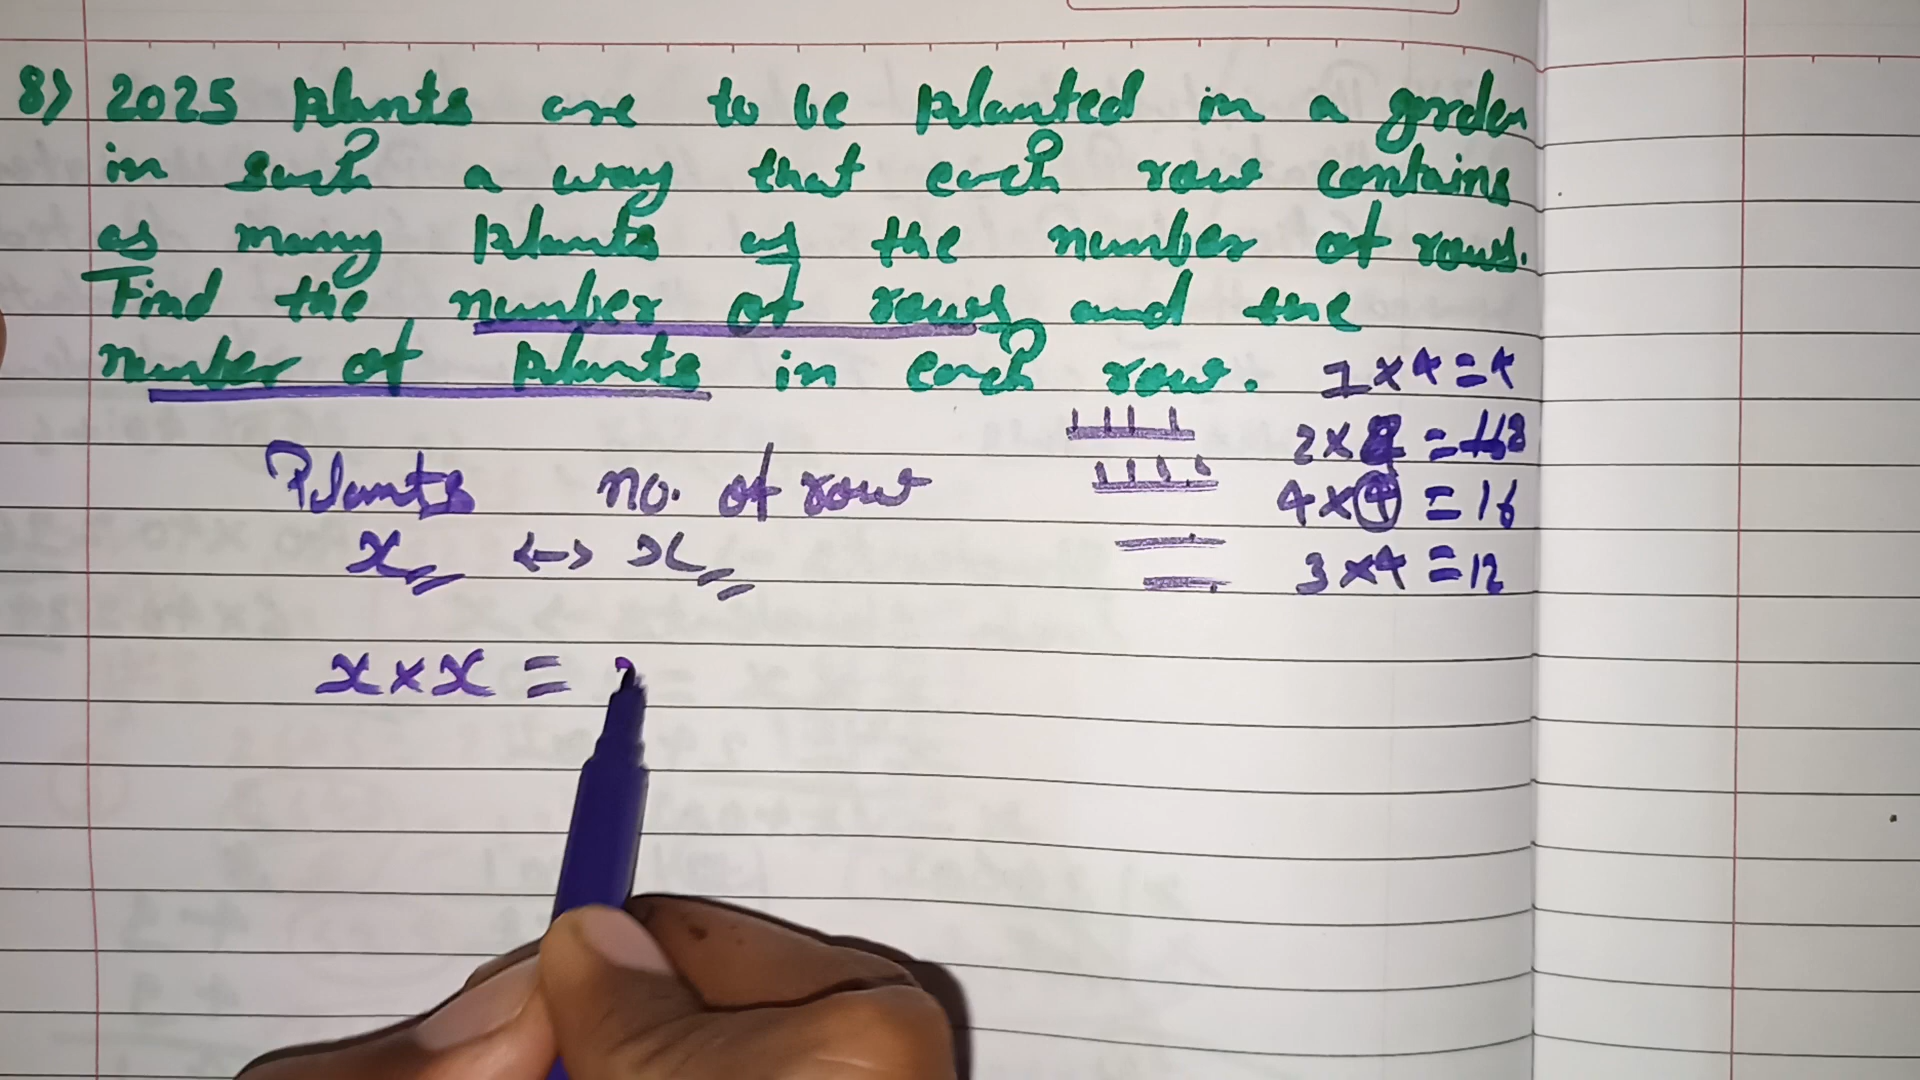 8) 2025 plants are to be planted in a garden
in such a way that each row contains
as many plants as the number of rows.
Find the number of rows and the
number of plants in each row.
1 x 4 = 4
2 x 4 = 8
Plants no. of row
4 x 4 = 16
x ↔ x
3 x 4 = 12
x × x =